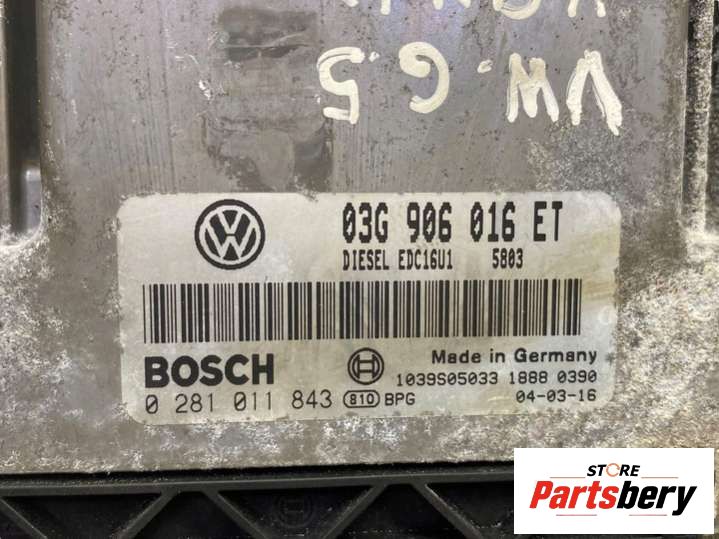 VW. G.5
03G 906 016 ET
DIESEL EDC16U1 5803
BOSCH
Made in Germany
1039S05033 1888 0390
0 281 011 843 810 BPG
04-03-16
STORE
Partsbery